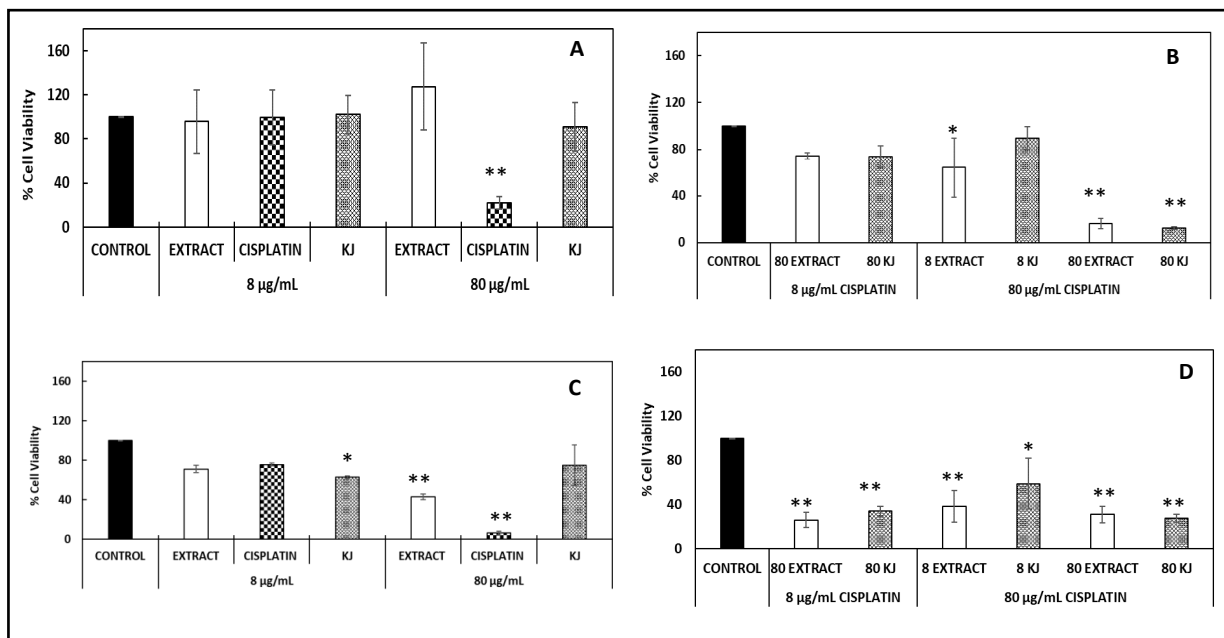 A
% Cell Viability
160
120
80
40
0
**
CONTROL EXTRACT CISPLATIN KJ EXTRACT CISPLATIN KJ
8 µg/mL 80 µg/mL
B
% Cell Viability
160
120
80
40
0
* ** **
CONTROL 80 EXTRACT 80 KJ 8 EXTRACT 8 KJ 80 EXTRACT 80 KJ
8 µg/mL CISPLATIN 80 µg/mL CISPLATIN
C
% Cell Viability
160
120
80
40
0
* ** **
CONTROL EXTRACT CISPLATIN KJ EXTRACT CISPLATIN KJ
8 µg/mL 80 µg/mL
D
% Cell Viability
160
120
80
40
0
** ** ** * ** **
CONTROL 80 EXTRACT 80 KJ 8 EXTRACT 8 KJ 80 EXTRACT 80 KJ
8 µg/mL CISPLATIN 80 µg/mL CISPLATIN